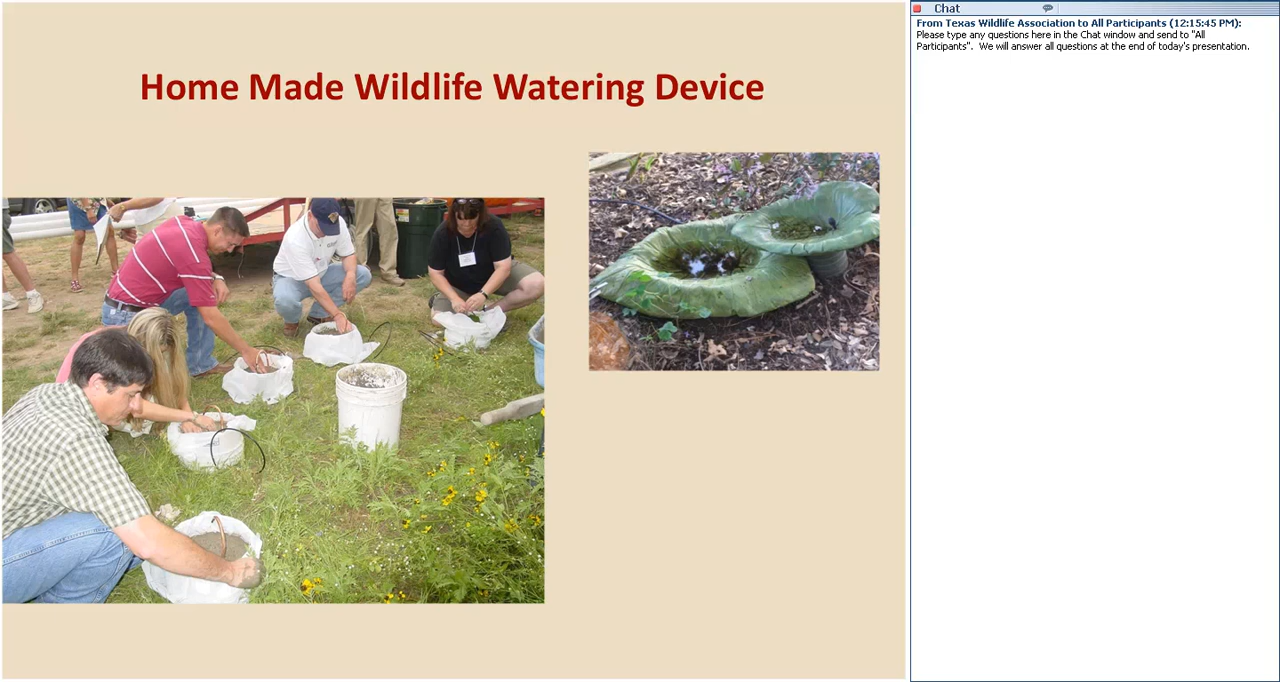 Home Made Wildlife Watering Device
Chat
From Texas Wildlife Association to All Participants (12:15:45 PM):
Please type any questions here in the Chat window and send to "All
Participants".  We will answer all questions at the end of today's presentation.